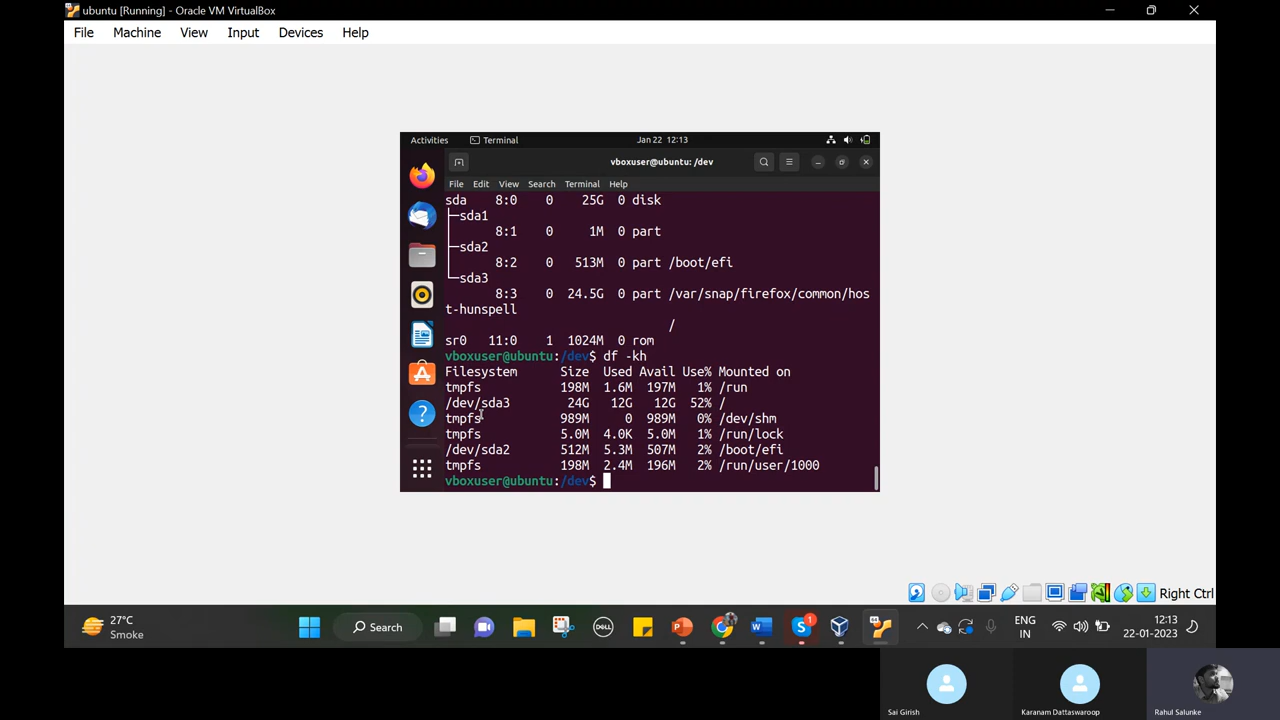 ubuntu [Running] - Oracle VM VirtualBox
File Machine View Input Devices Help
Activities Terminal Jan 22 12:13
vboxuser@ubuntu: /dev
File Edit View Search Terminal Help
sda 8:0 0 25G 0 disk
├─sda1
8:1 0 1M 0 part
├─sda2
8:2 0 513M 0 part /boot/efi
└─sda3
8:3 0 24.5G 0 part /var/snap/firefox/common/hos
t-hunspell
/
sr0 11:0 1 1024M 0 rom
vboxuser@ubuntu:/dev$ df -kh
Filesystem Size Used Avail Use% Mounted on
tmpfs 198M 1.6M 197M 1% /run
/dev/sda3 24G 12G 12G 52% /
tmpfs 989M 0 989M 0% /dev/shm
tmpfs 5.0M 4.0K 5.0M 1% /run/lock
/dev/sda2 512M 5.3M 507M 2% /boot/efi
tmpfs 198M 2.4M 196M 2% /run/user/1000
vboxuser@ubuntu:/dev$
Right Ctrl
27°C
Smoke
Search
DELL
1
ENG
IN
12:13
22-01-2023
Sai Girish
Karanam Dattaswaroop
Rahul Salunke